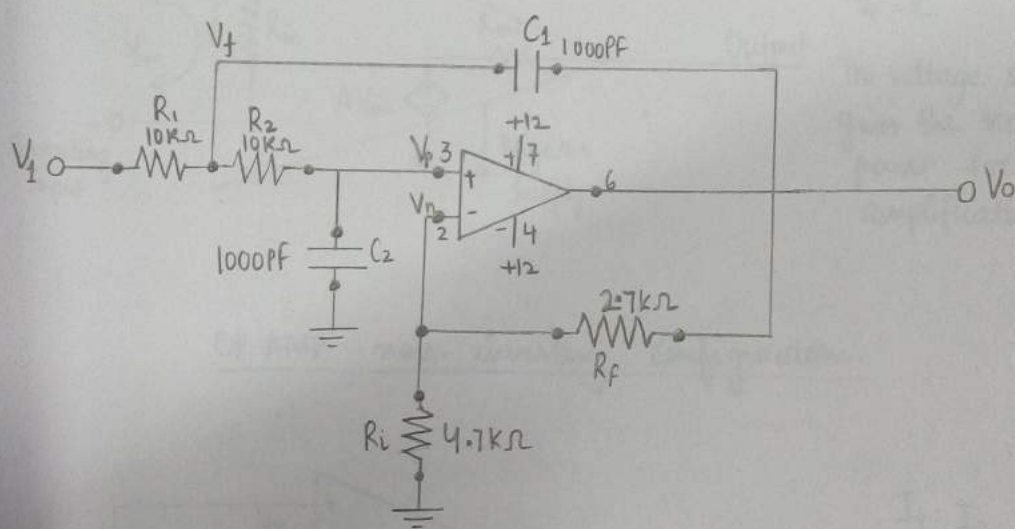 Vf
C1
1000PF
R1
10KΩ
R2
10KΩ
V1
+12
Vp 3
+
+ 7
6
Vo
Vn
2
-
- 4
+12
1000PF
C2
2.7KΩ
Rf
Ri
4.7KΩ
Output